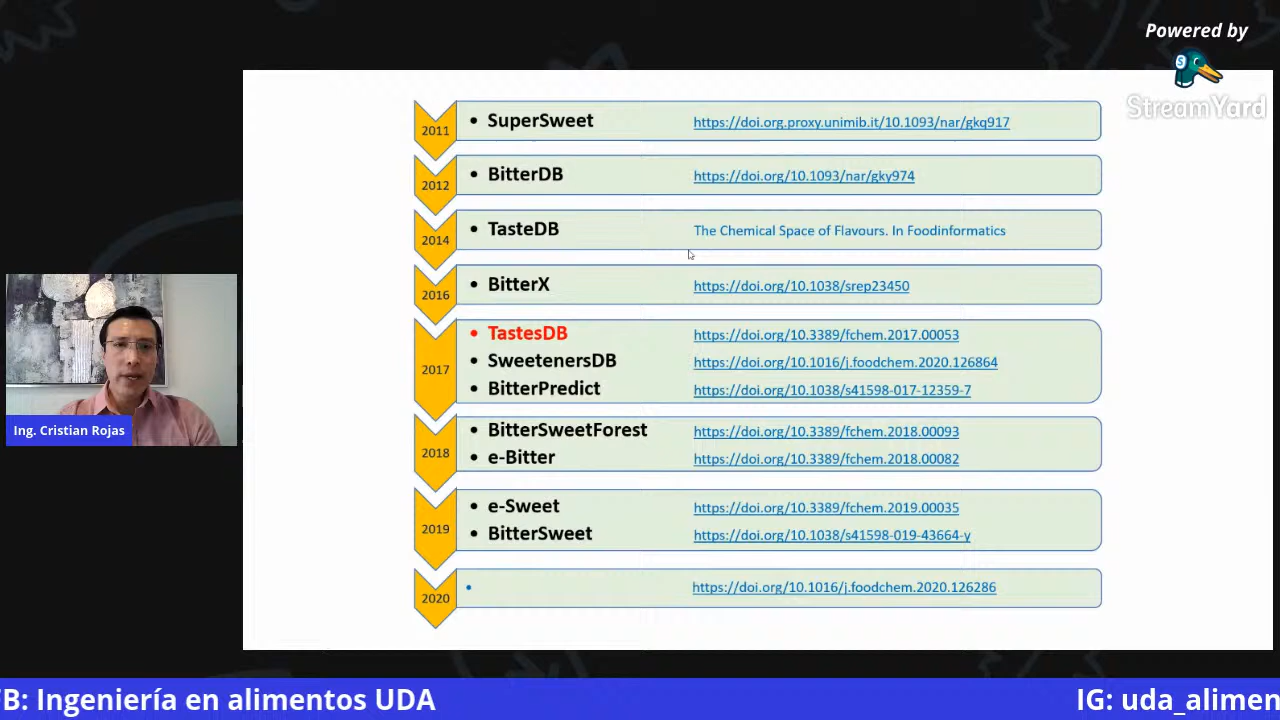 Powered by
StreamYard
2011
• SuperSweet https://doi.org.proxy.unimib.it/10.1093/nar/gkq917
2012
• BitterDB https://doi.org/10.1093/nar/gky974
2014
• TasteDB The Chemical Space of Flavours. In Foodinformatics
2016
• BitterX https://doi.org/10.1038/srep23450
2017
• TastesDB https://doi.org/10.3389/fchem.2017.00053
• SweetenersDB https://doi.org/10.1016/j.foodchem.2020.126864
• BitterPredict https://doi.org/10.1038/s41598-017-12359-7
2018
• BitterSweetForest https://doi.org/10.3389/fchem.2018.00093
• e-Bitter https://doi.org/10.3389/fchem.2018.00082
2019
• e-Sweet https://doi.org/10.3389/fchem.2019.00035
• BitterSweet https://doi.org/10.1038/s41598-019-43664-y
2020
• https://doi.org/10.1016/j.foodchem.2020.126286
Ing. Cristian Rojas
FB: Ingeniería en alimentos UDA
IG: uda_alimen